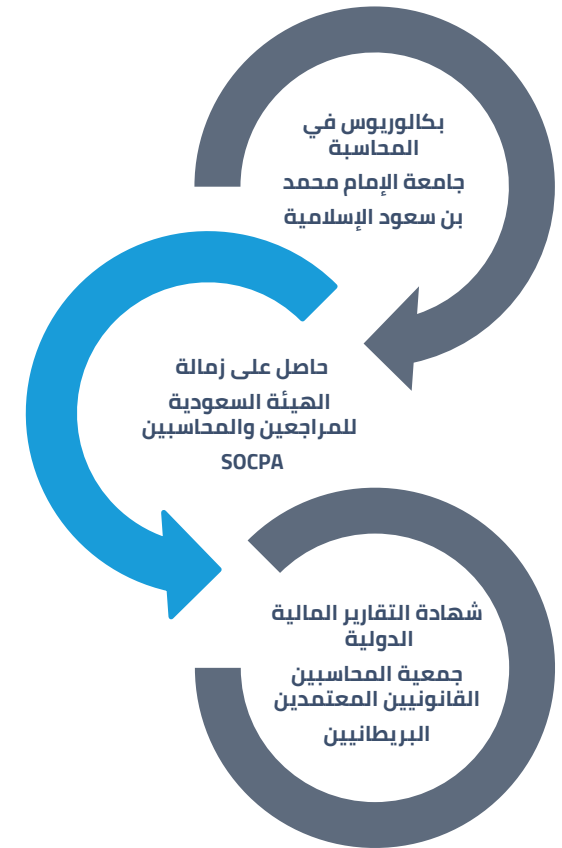 بكالوريوس في
المحاسبة
جامعة الإمام محمد
بن سعود الإسلامية
حاصل على زمالة
الهيئة السعودية
للمراجعين والمحاسبين
SOCPA
شهادة التقارير المالية
الدولية
جمعية المحاسبين
القانونيين المعتمدين
البريطانيين